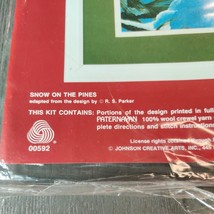 SNOW ON THE PINES
adapted from the design by © R. S. Parker
THIS KIT CONTAINS: Portions of the design printed in full
PATERNAYAN 100% wool crewel yarn
plete directions and stitch instruction
00592
License
© JOHNSON CREATIVE ARTS, INC.,